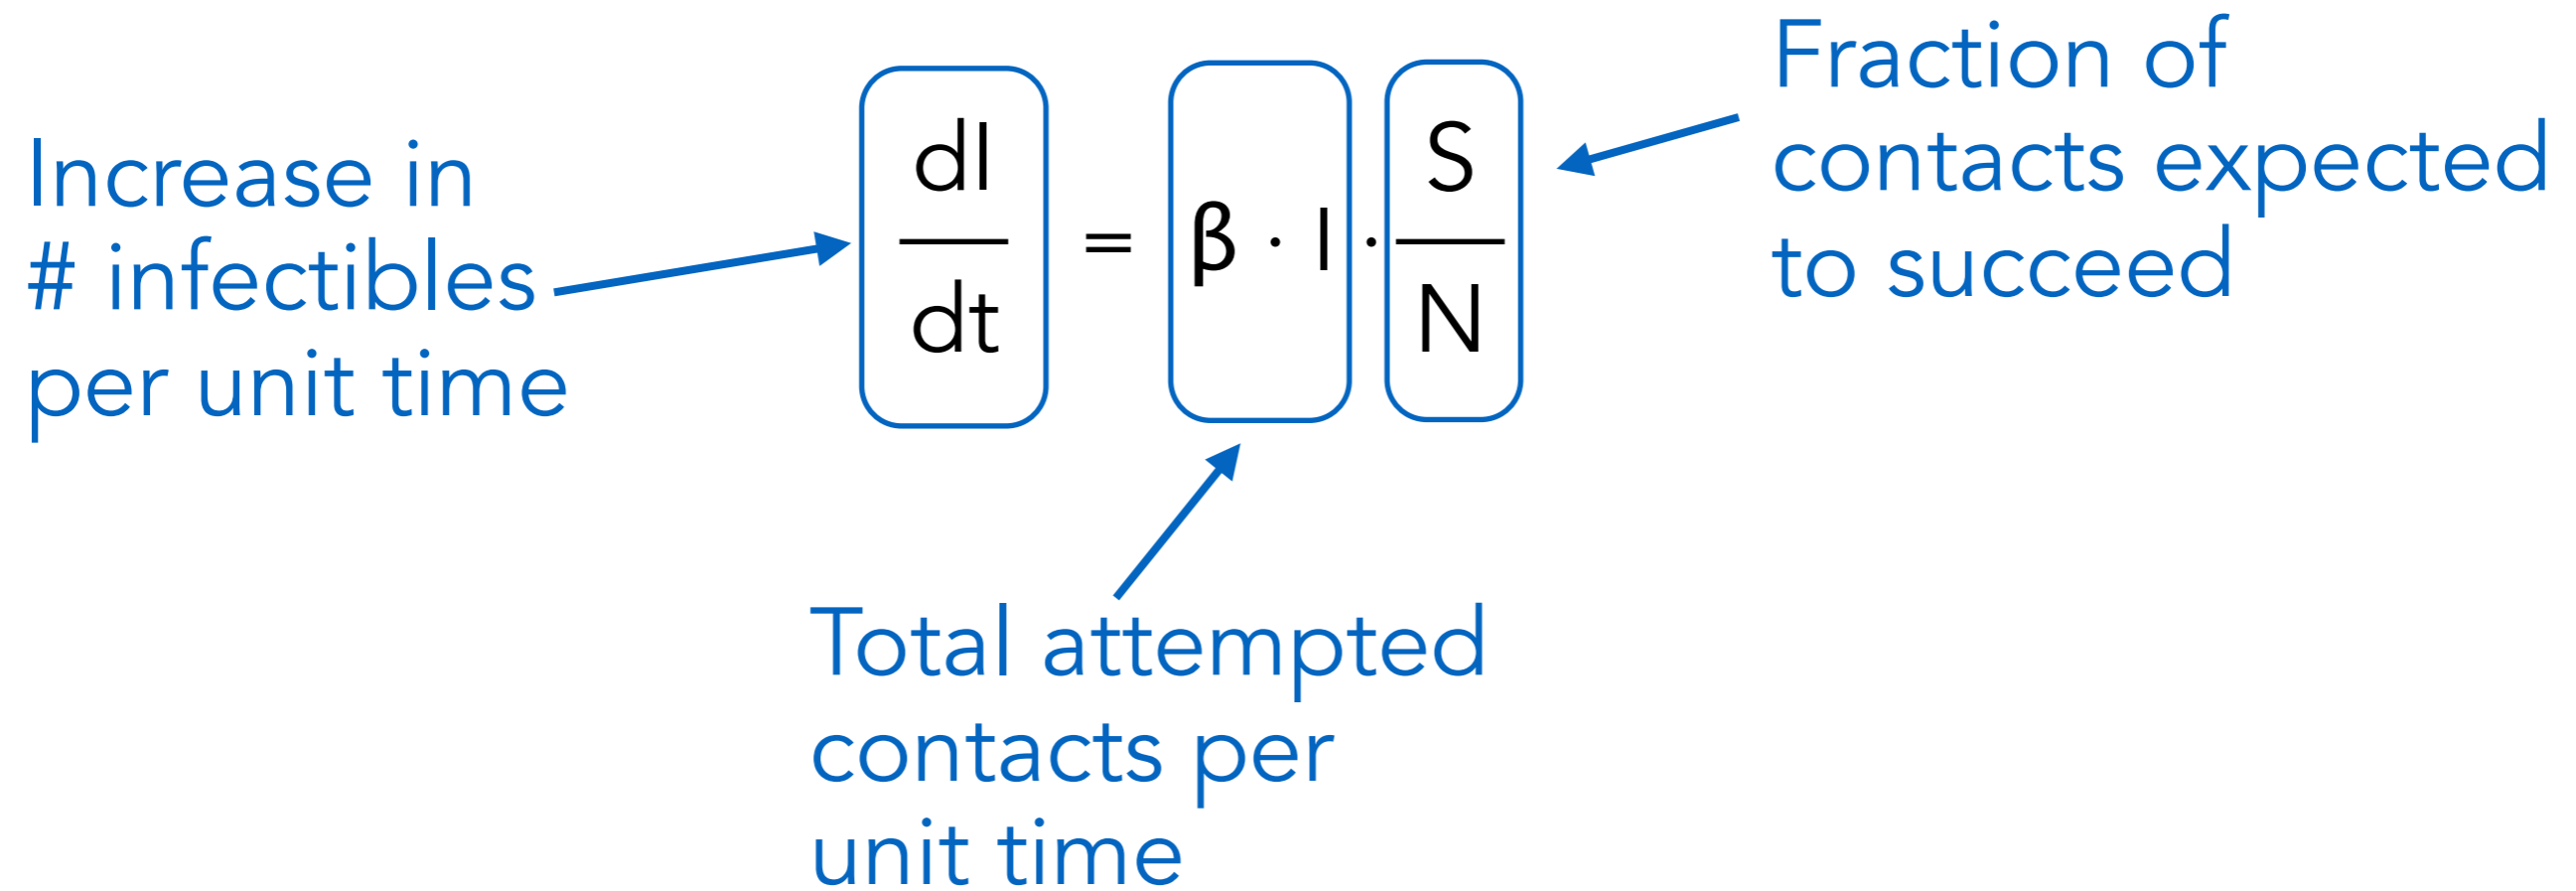 Increase in
# infectibles
per unit time
dI
dt
= β · I ·
S
N
Fraction of
contacts expected
to succeed
Total attempted
contacts per
unit time